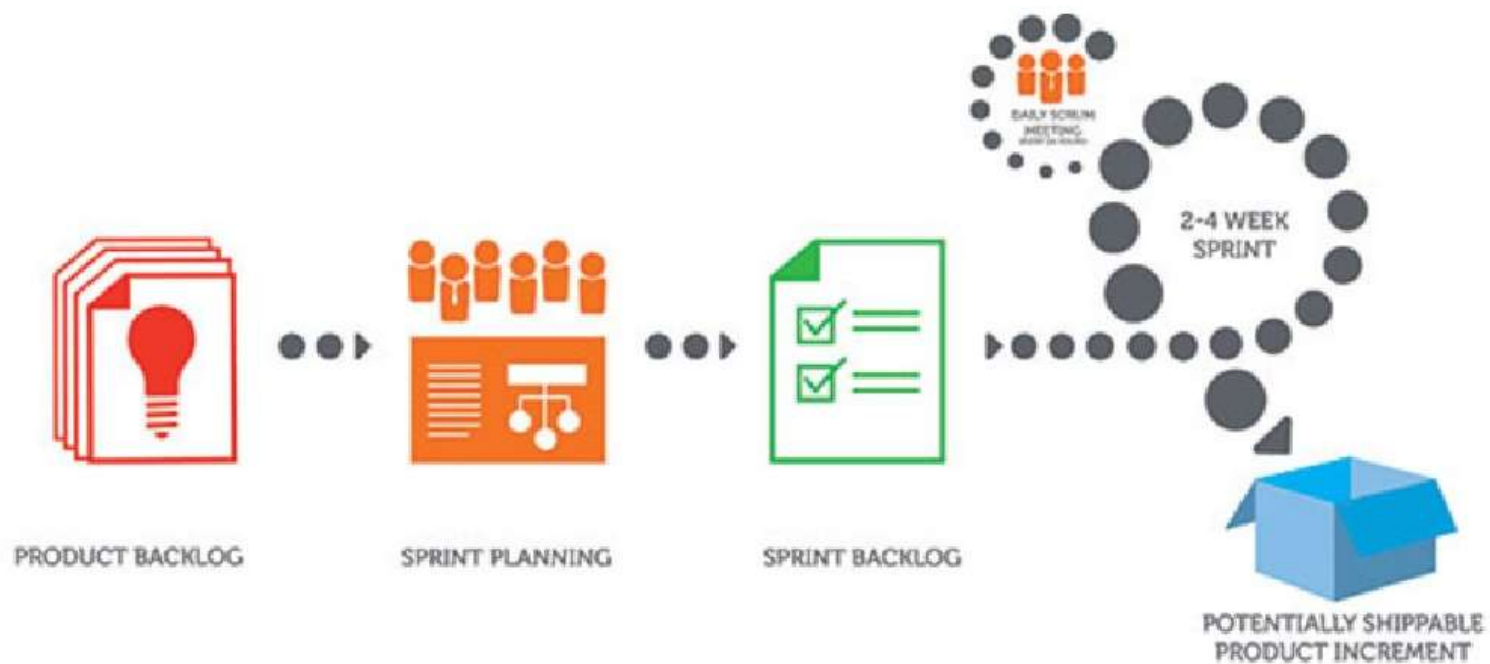 DAILY SCRUM
MEETING
2-4 WEEK
SPRINT
PRODUCT BACKLOG
SPRINT PLANNING
SPRINT BACKLOG
POTENTIALLY SHIPPABLE
PRODUCT INCREMENT